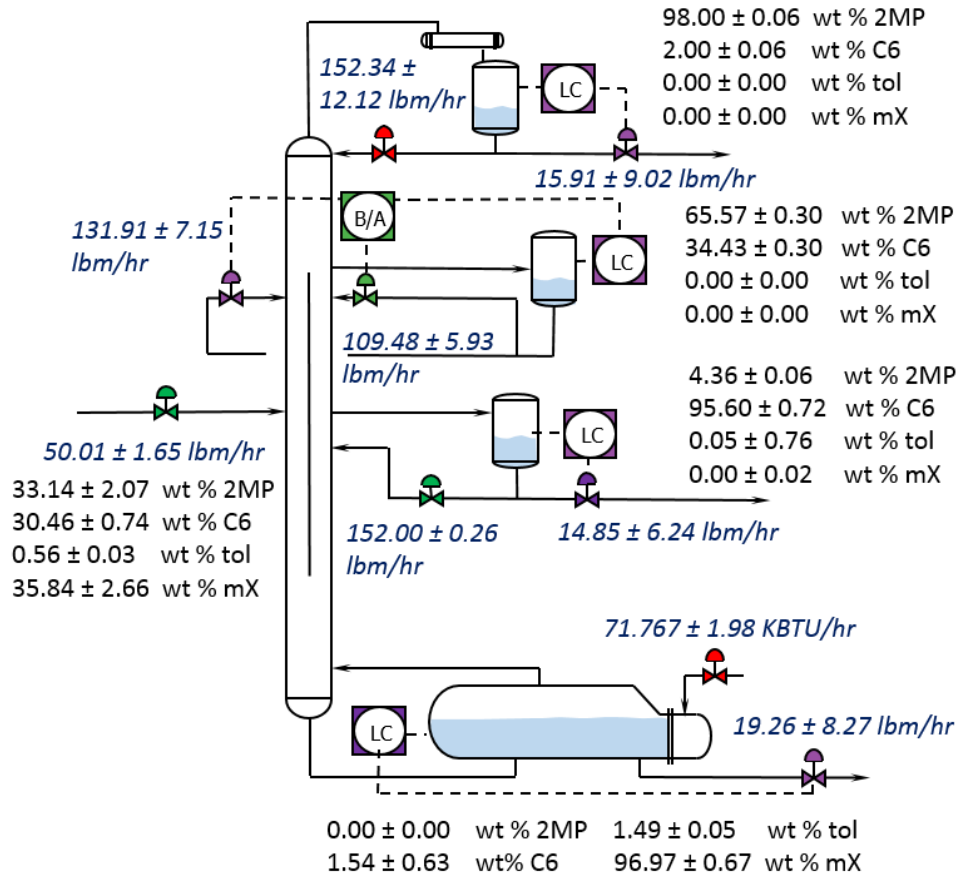 98.00 ± 0.06 wt % 2MP
2.00 ± 0.06 wt % C6
0.00 ± 0.00 wt % tol
0.00 ± 0.00 wt % mX
152.34 ±
12.12 lbm/hr
LC
15.91 ± 9.02 lbm/hr
B/A
LC
131.91 ± 7.15
lbm/hr
65.57 ± 0.30 wt % 2MP
34.43 ± 0.30 wt % C6
0.00 ± 0.00 wt % tol
0.00 ± 0.00 wt % mX
109.48 ± 5.93
lbm/hr
4.36 ± 0.06 wt % 2MP
95.60 ± 0.72 wt % C6
0.05 ± 0.76 wt % tol
0.00 ± 0.02 wt % mX
LC
50.01 ± 1.65 lbm/hr
33.14 ± 2.07 wt % 2MP
30.46 ± 0.74 wt % C6
0.56 ± 0.03 wt % tol
35.84 ± 2.66 wt % mX
152.00 ± 0.26
lbm/hr
14.85 ± 6.24 lbm/hr
71.767 ± 1.98 KBTU/hr
LC
19.26 ± 8.27 lbm/hr
0.00 ± 0.00 wt % 2MP 1.49 ± 0.05 wt % tol
1.54 ± 0.63 wt% C6 96.97 ± 0.67 wt % mX